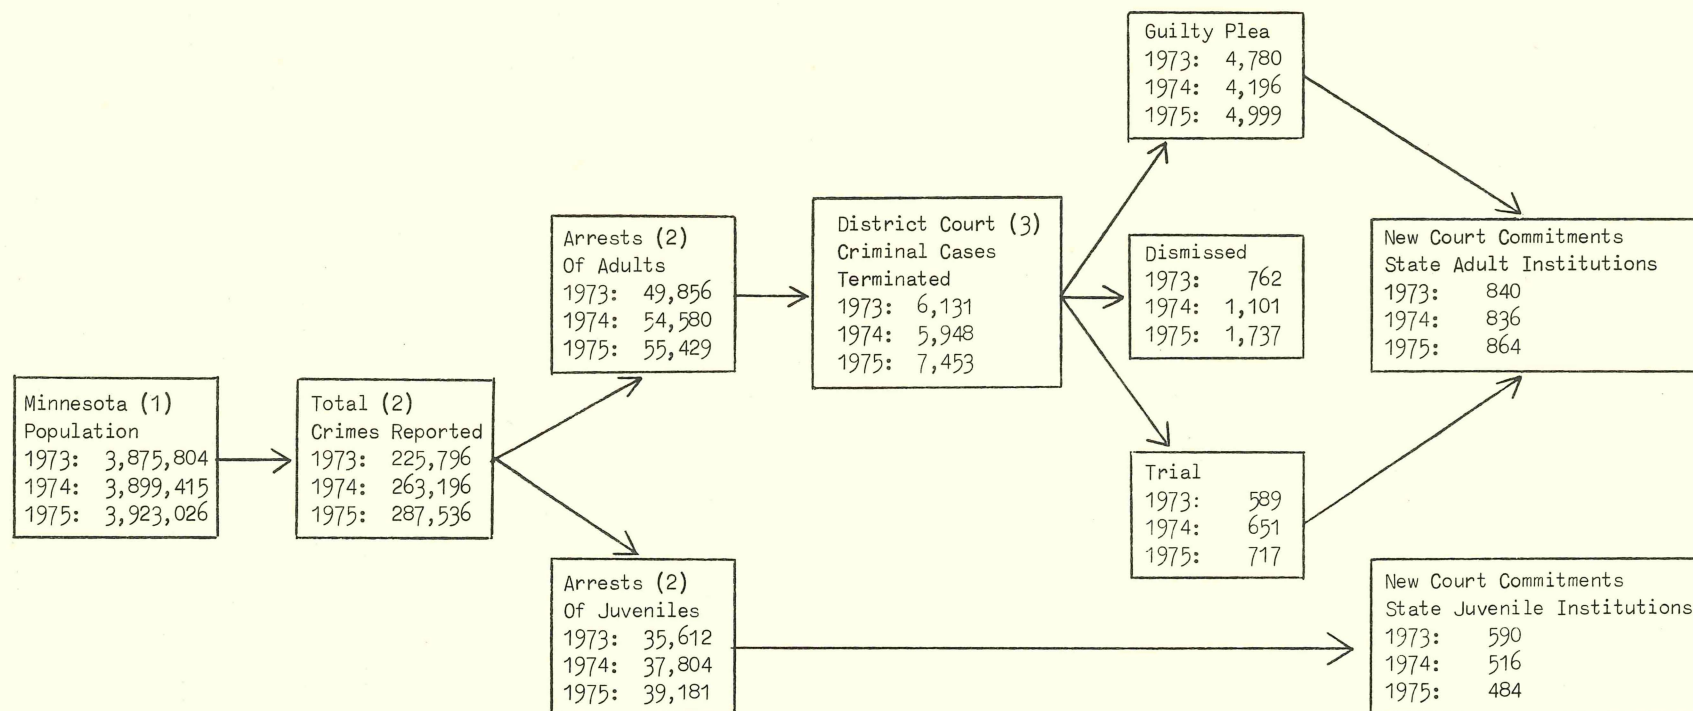 Minnesota (1)
Population
1973: 3,875,804
1974: 3,899,415
1975: 3,923,026
Total (2)
Crimes Reported
1973: 225,796
1974: 263,196
1975: 287,536
Arrests (2)
Of Adults
1973: 49,856
1974: 54,580
1975: 55,429
Arrests (2)
Of Juveniles
1973: 35,612
1974: 37,804
1975: 39,181
District Court (3)
Criminal Cases
Terminated
1973: 6,131
1974: 5,948
1975: 7,453
Guilty Plea
1973: 4,780
1974: 4,196
1975: 4,999
Dismissed
1973: 762
1974: 1,101
1975: 1,737
Trial
1973: 589
1974: 651
1975: 717
New Court Commitments
State Adult Institutions
1973: 840
1974: 836
1975: 864
New Court Commitments
State Juvenile Institutions
1973: 590
1974: 516
1975: 484